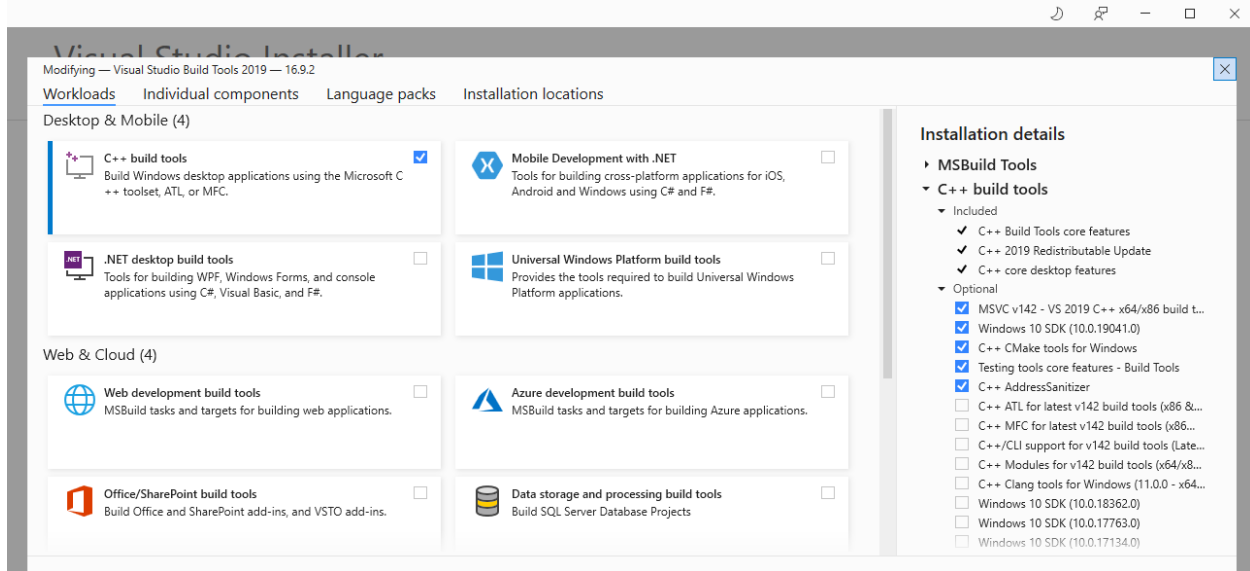 Visual Studio Installer
Modifying — Visual Studio Build Tools 2019 — 16.9.2
Workloads Individual components Language packs Installation locations
Desktop & Mobile (4)
C++ build tools
Build Windows desktop applications using the Microsoft C
++ toolset, ATL, or MFC.
Mobile Development with .NET
Tools for building cross-platform applications for iOS,
Android and Windows using C# and F#.
.NET
.NET desktop build tools
Tools for building WPF, Windows Forms, and console
applications using C#, Visual Basic, and F#.
Universal Windows Platform build tools
Provides the tools required to build Universal Windows
Platform applications.
Web & Cloud (4)
Web development build tools
MSBuild tasks and targets for building web applications.
Azure development build tools
MSBuild tasks and targets for building Azure applications.
Office/SharePoint build tools
Build Office and SharePoint add-ins, and VSTO add-ins.
Data storage and processing build tools
Build SQL Server Database Projects
Installation details
MSBuild Tools
C++ build tools
Included
C++ Build Tools core features
C++ 2019 Redistributable Update
C++ core desktop features
Optional
MSVC v142 - VS 2019 C++ x64/x86 build t...
Windows 10 SDK (10.0.19041.0)
C++ CMake tools for Windows
Testing tools core features - Build Tools
C++ AddressSanitizer
C++ ATL for latest v142 build tools (x86 &...
C++ MFC for latest v142 build tools (x86...
C++/CLI support for v142 build tools (Late...
C++ Modules for v142 build tools (x64/x8...
C++ Clang tools for Windows (11.0.0 - x64...
Windows 10 SDK (10.0.18362.0)
Windows 10 SDK (10.0.17763.0)
Windows 10 SDK (10.0.17134.0)